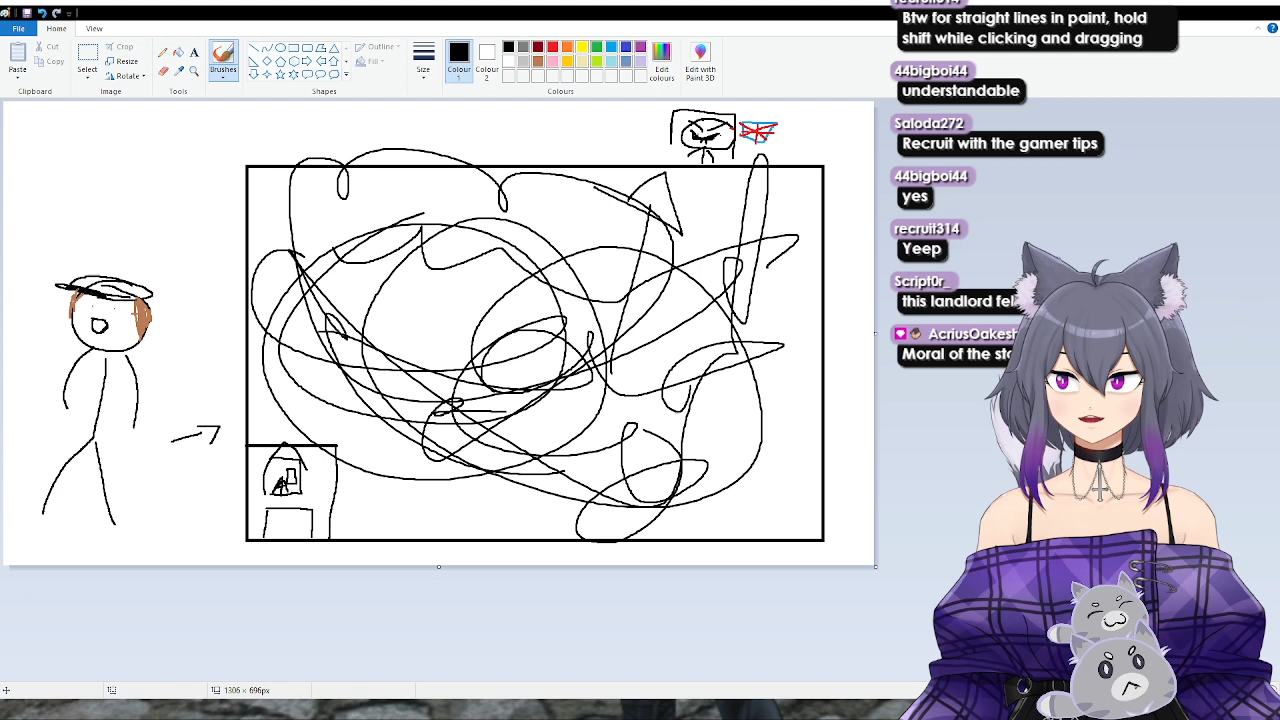 Btw for straight lines in paint, hold
shift while clicking and dragging
File
Home
View
44bigboi44
understandable
Cut
Copy
Paste
Crop
Resize
Rotate
Select
Brushes
Outline
Fill
Size
Colour
1
Colour
2
Edit
colours
Edit with
Paint 3D
Clipboard
Image
Tools
Shapes
Colours
Saloda272
Recruit with the gamer tips
44bigboi44
yes
recruit314
Yeep
Script0r_
this landlord
AcriusOakesh
Moral of the
1306 × 696px